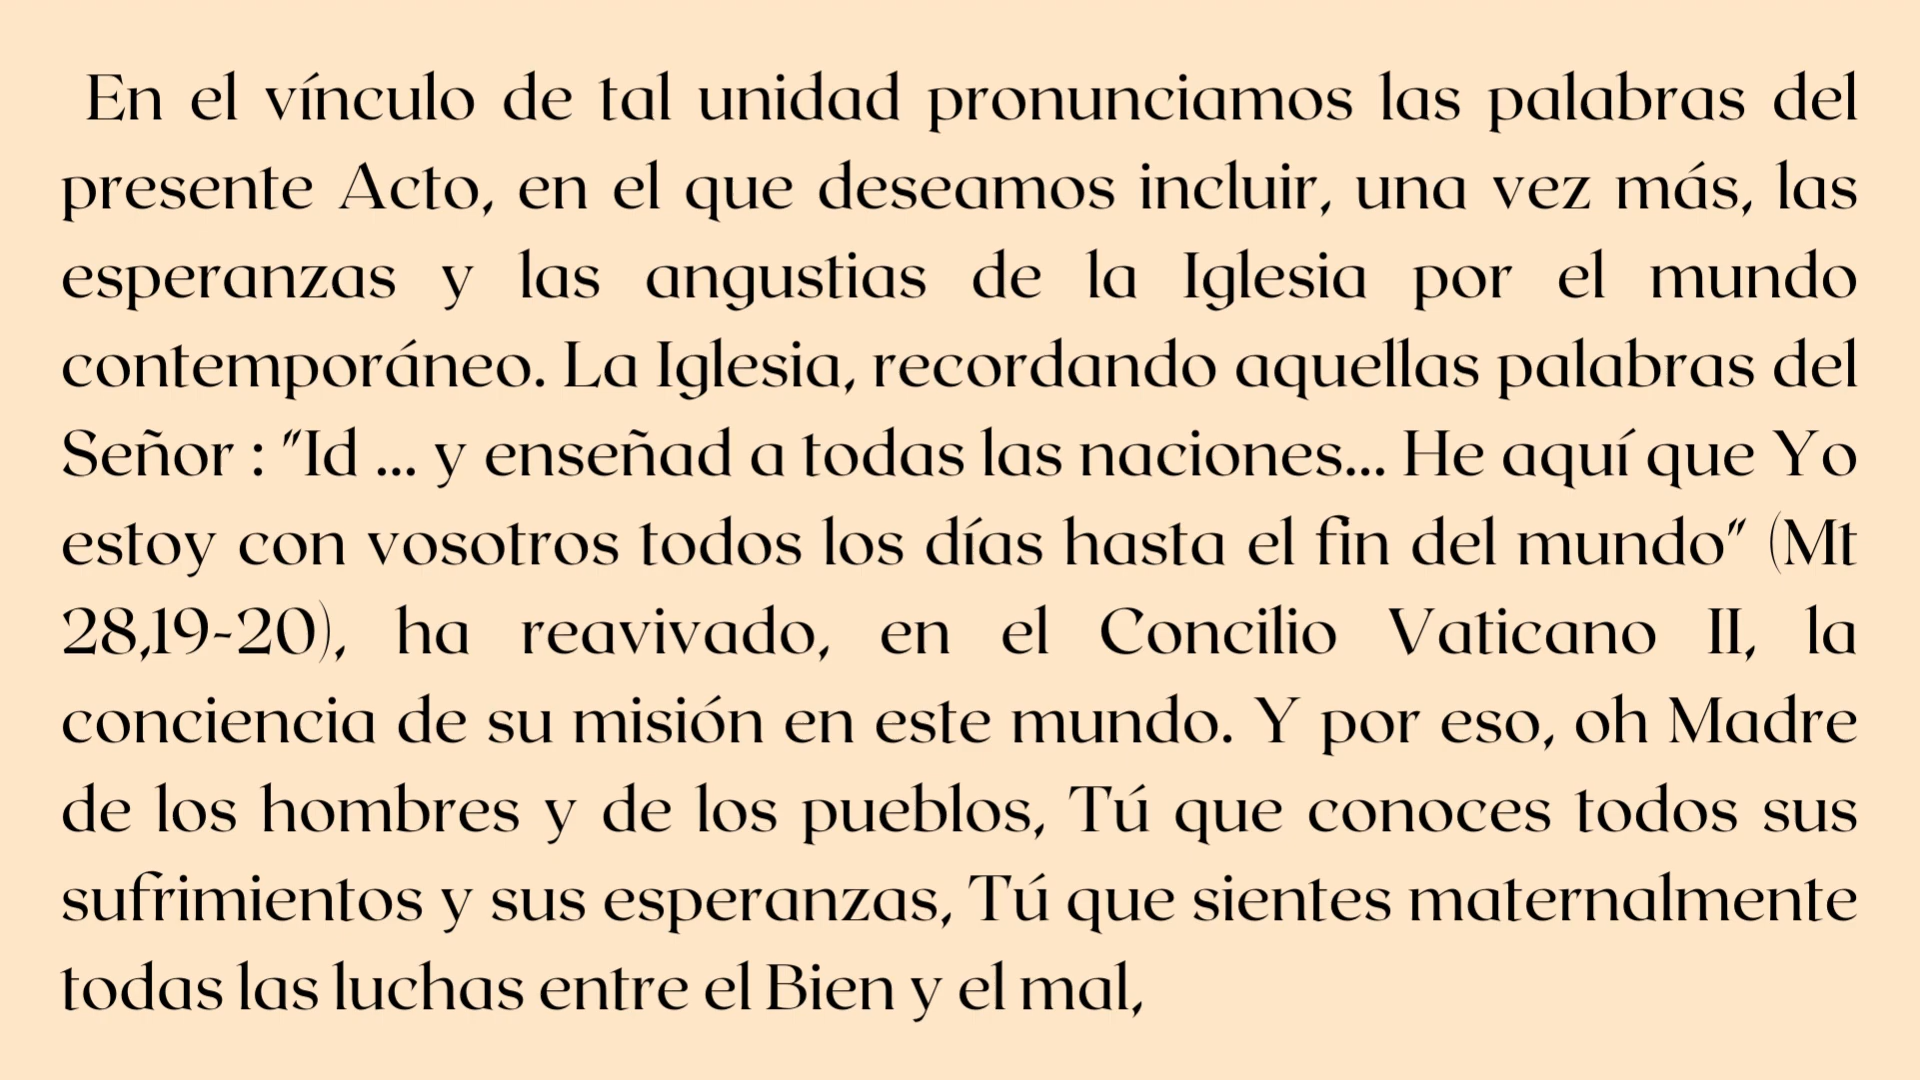 En el vínculo de tal unidad pronunciamos las palabras del
presente Acto, en el que deseamos incluir, una vez más, las
esperanzas y las angustias de la Iglesia por el mundo
contemporáneo. La Iglesia, recordando aquellas palabras del
Señor : "Id ... y enseñad a todas las naciones... He aquí que Yo
estoy con vosotros todos los días hasta el fin del mundo" (Mt
28,19-20), ha reavivado, en el Concilio Vaticano II, la
conciencia de su misión en este mundo. Y por eso, oh Madre
de los hombres y de los pueblos, Tú que conoces todos sus
sufrimientos y sus esperanzas, Tú que sientes maternalmente
todas las luchas entre el Bien y el mal,